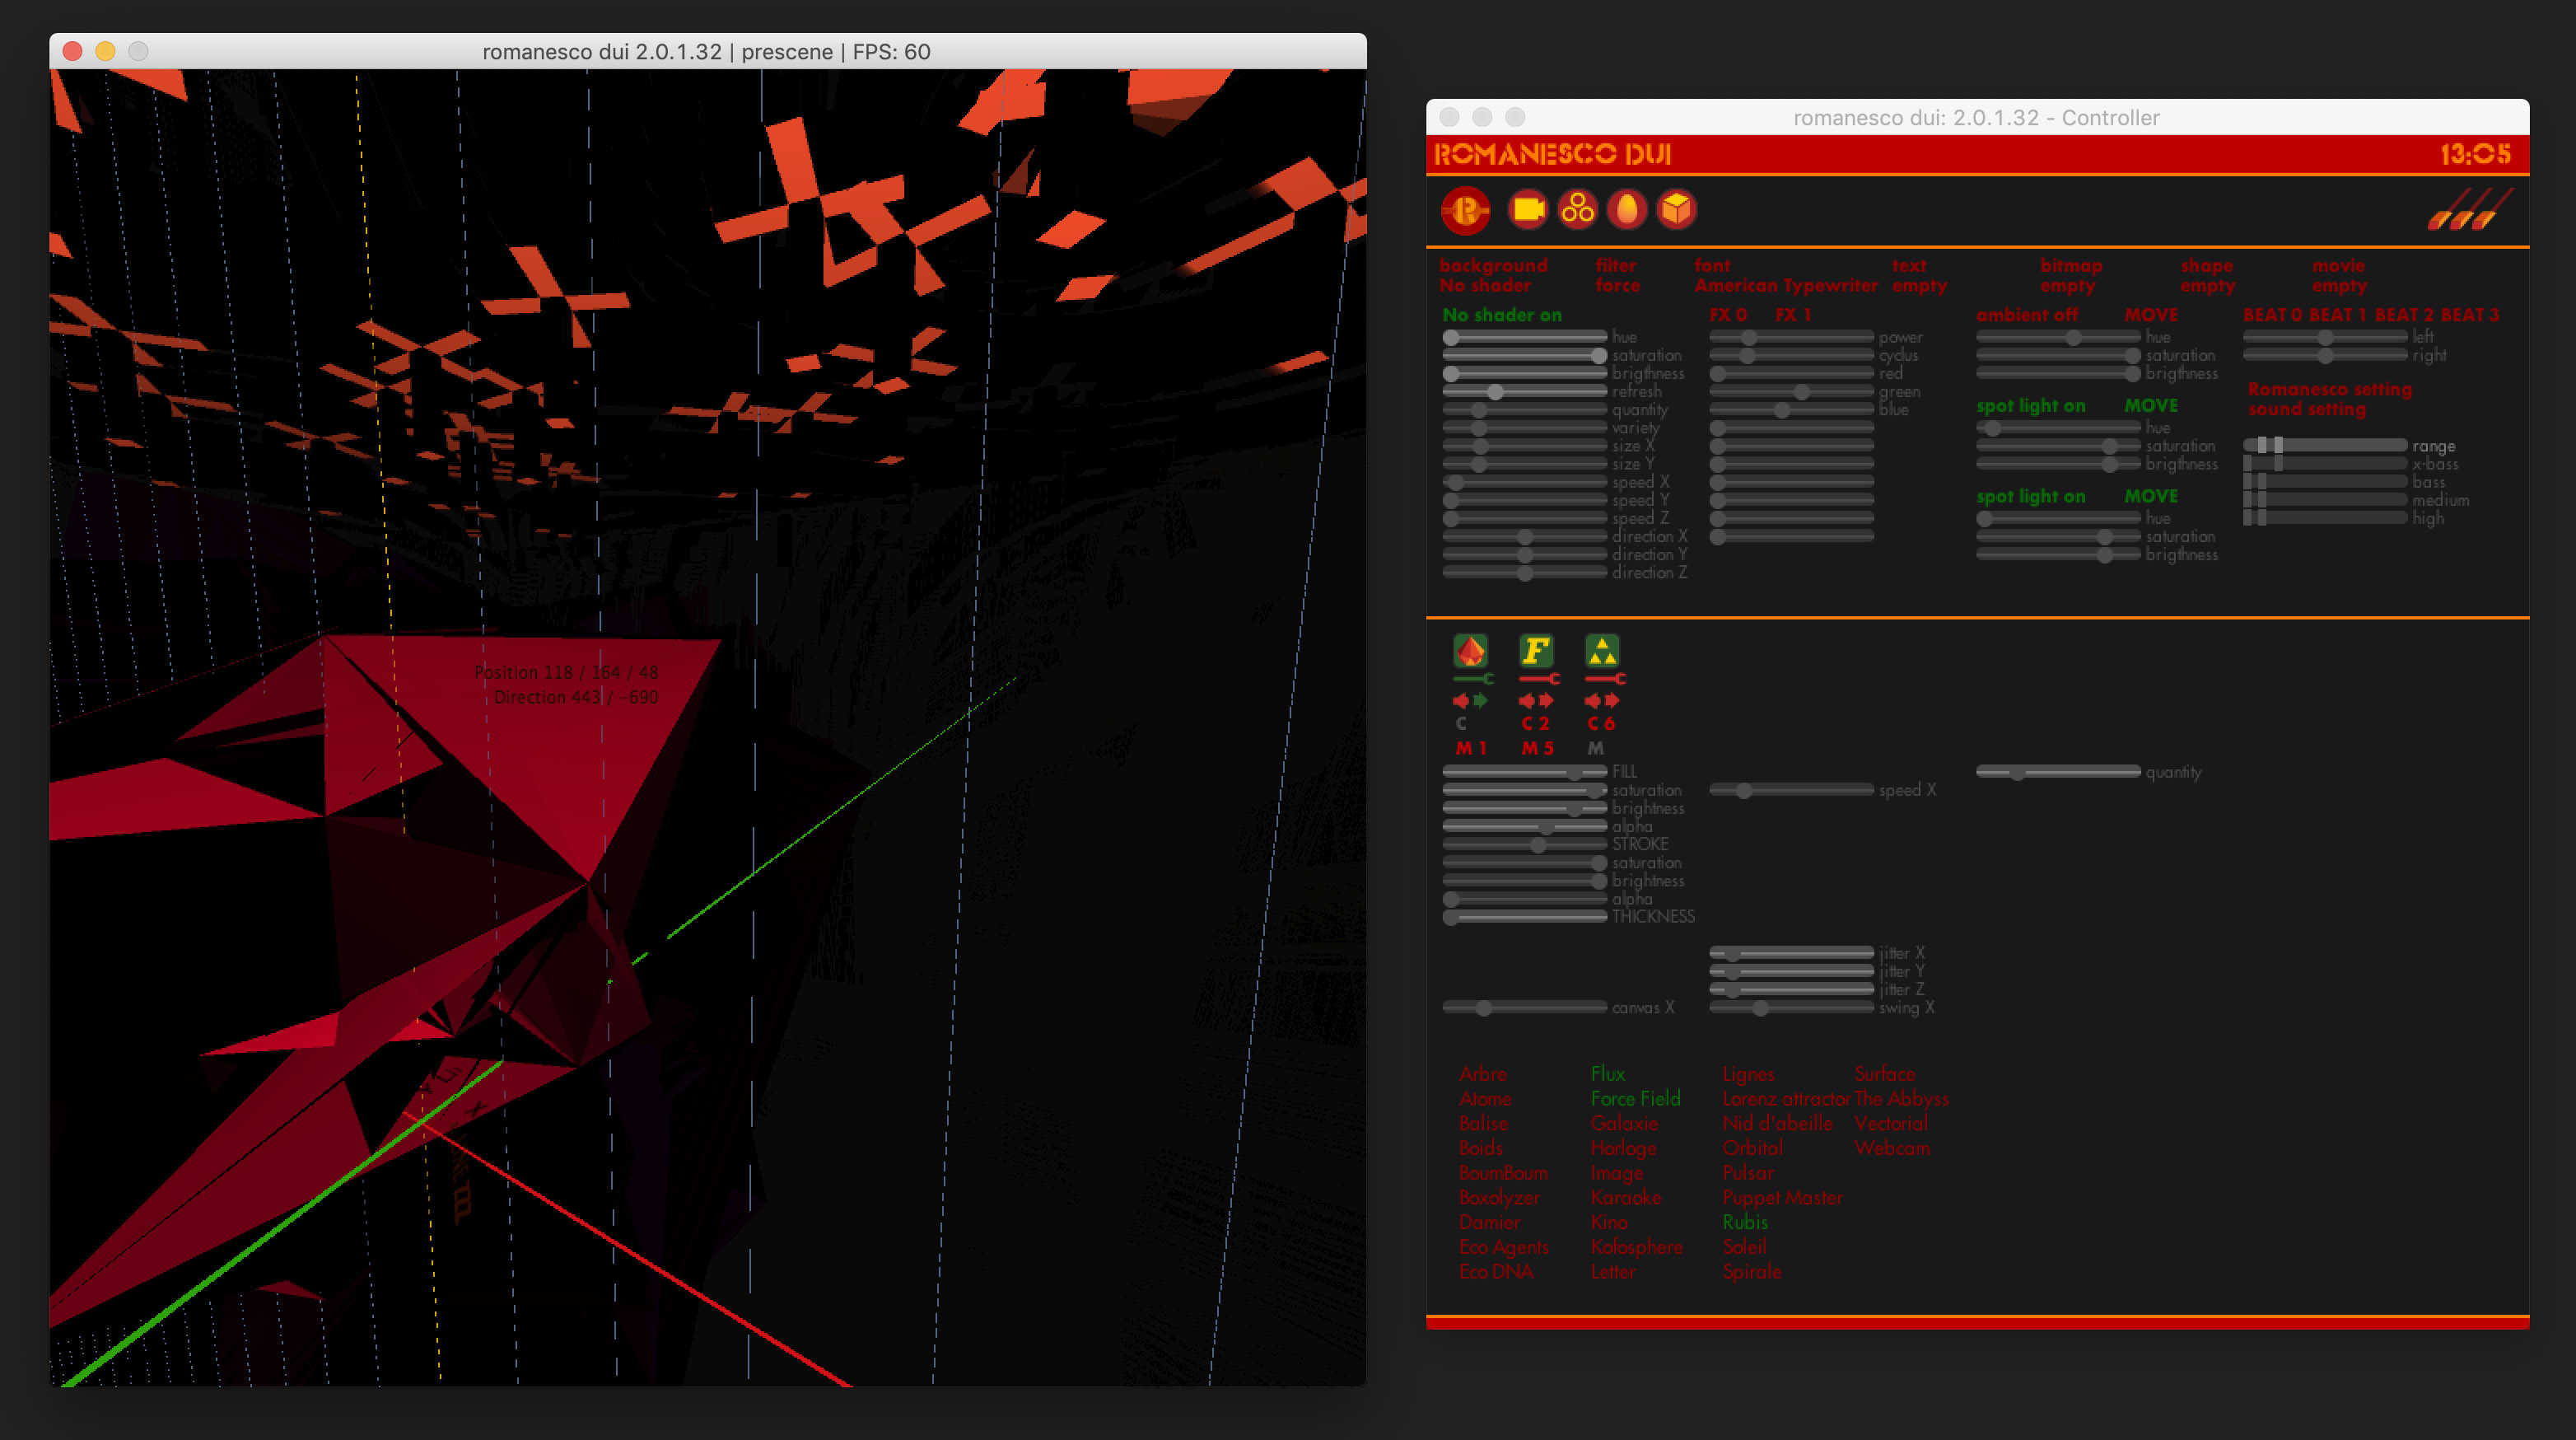 romanesco dui 2.0.1.32 | prescene | FPS: 60
Position 118 / 164 / 48
Direction 443 / -690
romanesco dui: 2.0.1.32 - Controller
ROMANESCO DUI 13:05
background filter font text bitmap shape movie
No shader force American Typewriter empty empty empty empty
No shader on FX 0 FX 1 ambient off MOVE BEAT 0 BEAT 1 BEAT 2 BEAT 3
hue power hue left
saturation cyclus saturation right
brigthness red brigthness
refresh green Romanesco setting
quantity blue spot light on MOVE sound setting
variety hue
size X saturation range
size Y brigthness x-bass
speed X bass
speed Y spot light on MOVE medium
speed Z hue high
direction X saturation
direction Y brigthness
direction Z
F
C C 2 C 6
M 1 M 5 M
FILL quantity
saturation speed X
brightness
alpha
STROKE
saturation
brightness
alpha
THICKNESS
jitter X
jitter Y
jitter Z
canvas X swing X
Arbre Flux Lignes Surface
Atome Force Field Lorenz attractor The Abbyss
Balise Galaxie Nid d'abeille Vectorial
Boids Horloge Orbital Webcam
BoumBoum Image Pulsar
Boxolyzer Karaoke Puppet Master
Damier Kino Rubis
Eco Agents Kofosphere Soleil
Eco DNA Letter Spirale